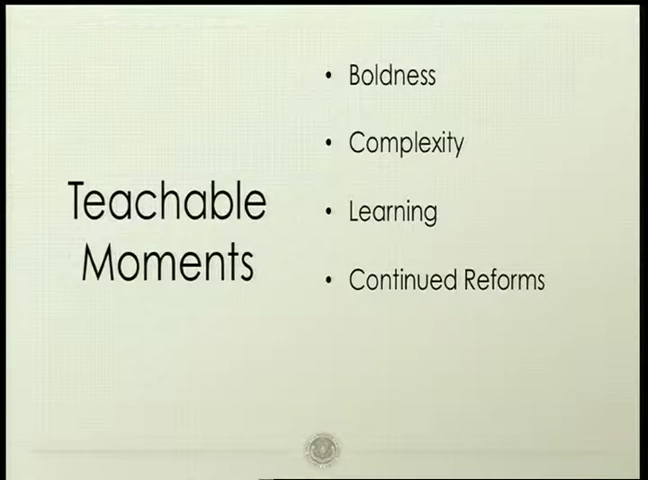 Teachable
Moments
• Boldness
• Complexity
• Learning
• Continued Reforms